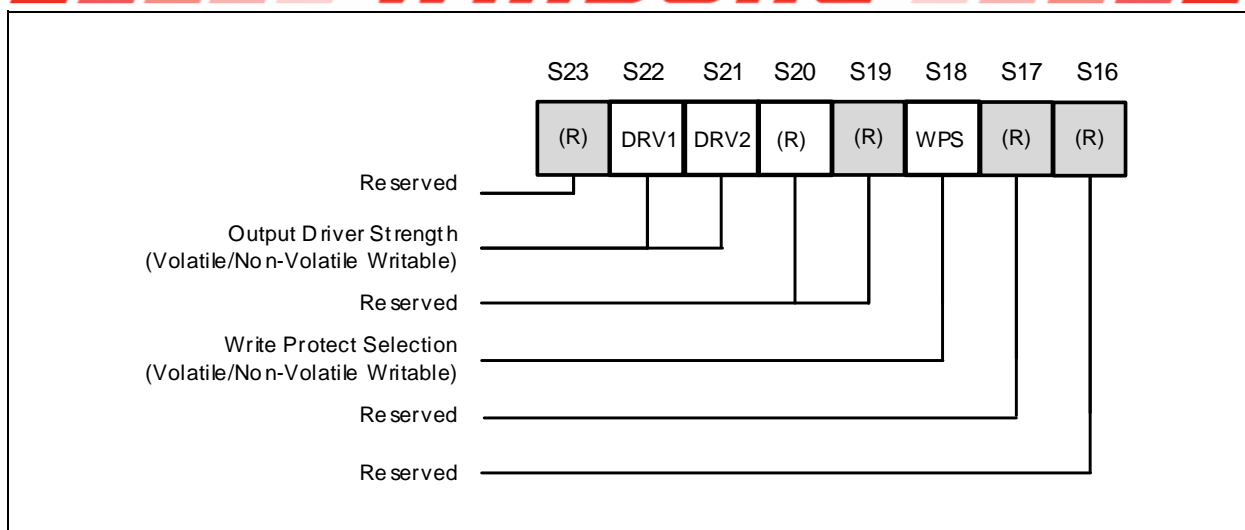 S23 S22 S21 S20 S19 S18 S17 S16
(R) DRV1 DRV2 (R) (R) WPS (R) (R)
Reserved
Output Driver Strength
(Volatile/Non-Volatile Writable)
Reserved
Write Protect Selection
(Volatile/Non-Volatile Writable)
Reserved
Reserved